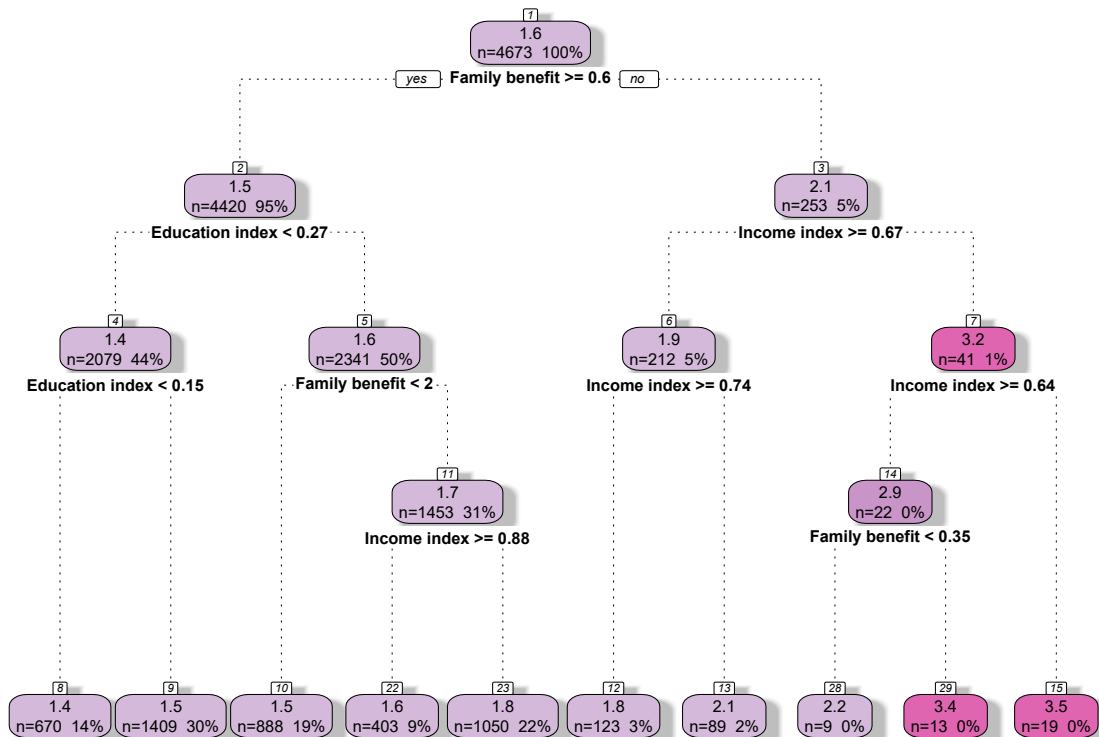 1
1.6
n=4673 100%
yes Family benefit >= 0.6 no
2
1.5
n=4420 95%
Education index < 0.27
3
2.1
n=253 5%
Income index >= 0.67
4
1.4
n=2079 44%
Education index < 0.15
5
1.6
n=2341 50%
Family benefit < 2
6
1.9
n=212 5%
Income index >= 0.74
7
3.2
n=41 1%
Income index >= 0.64
11
1.7
n=1453 31%
Income index >= 0.88
14
2.9
n=22 0%
Family benefit < 0.35
8
1.4
n=670 14%
9
1.5
n=1409 30%
10
1.5
n=888 19%
22
1.6
n=403 9%
23
1.8
n=1050 22%
12
1.8
n=123 3%
13
2.1
n=89 2%
28
2.2
n=9 0%
29
3.4
n=13 0%
15
3.5
n=19 0%